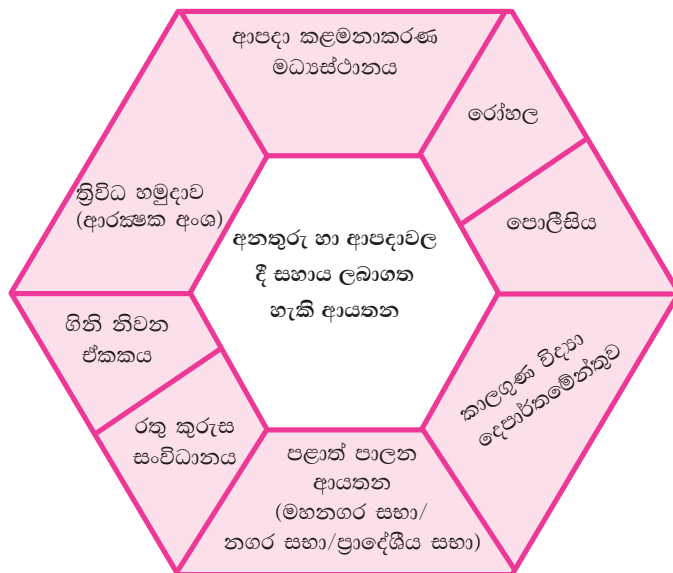 ආපදා කළමනාකරණ
මධ්‍යස්ථානය
රෝහල
පොලීසිය
ත්‍රිවිධ හමුදාව
(ආරක්‍ෂක අංශ)
අනතුරු හා ආපදාවල
දී සහාය ලබාගත
හැකි ආයතන
ගිනි නිවන
ඒකකය
කාලගුණ විද්‍යා
දෙපාර්තමේන්තුව
රතු කුරුස
සංවිධානය
පළාත් පාලන
ආයතන
(මහනගර සභා/
නගර සභා/ප්‍රාදේශීය සභා)